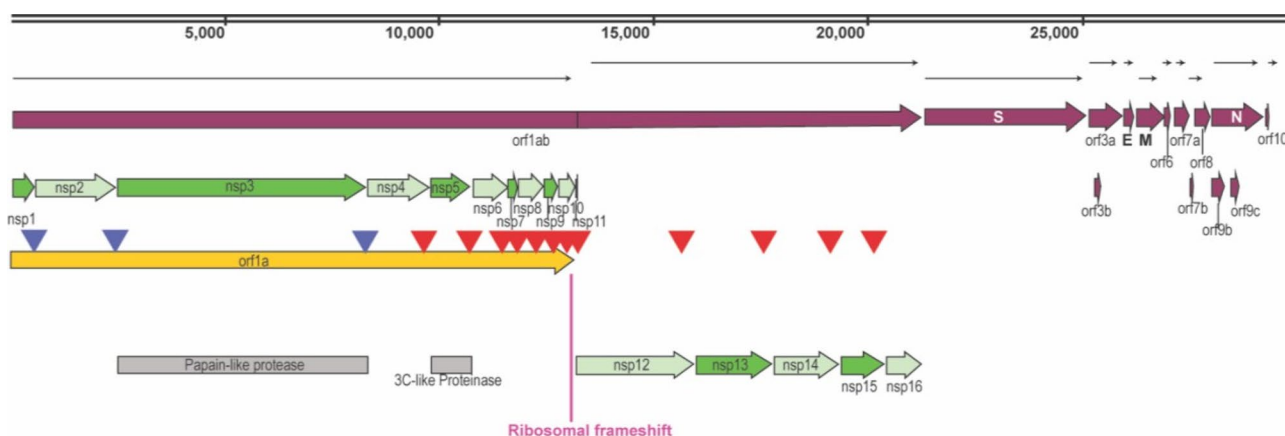 5,000 10,000 15,000 20,000 25,000
S N
orf1ab orf3a E M orf7a orf10
orf6 orf8
nsp2 nsp3 nsp4 nsp5 nsp6 nsp8 nsp10
nsp1 nsp7 nsp9 nsp11 orf3b orf7b orf9c
orf9b
orf1a
Papain-like protease nsp12 nsp13 nsp14
3C-like Proteinase nsp15 nsp16
Ribosomal frameshift